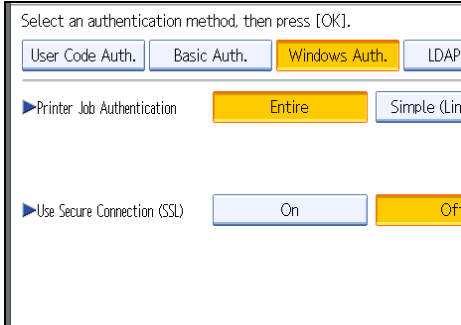 Select an authentication method, then press [OK].
User Code Auth. Basic Auth. Windows Auth. LDAP
▶Printer Job Authentication Entire Simple (Lin
▶Use Secure Connection (SSL) On Off